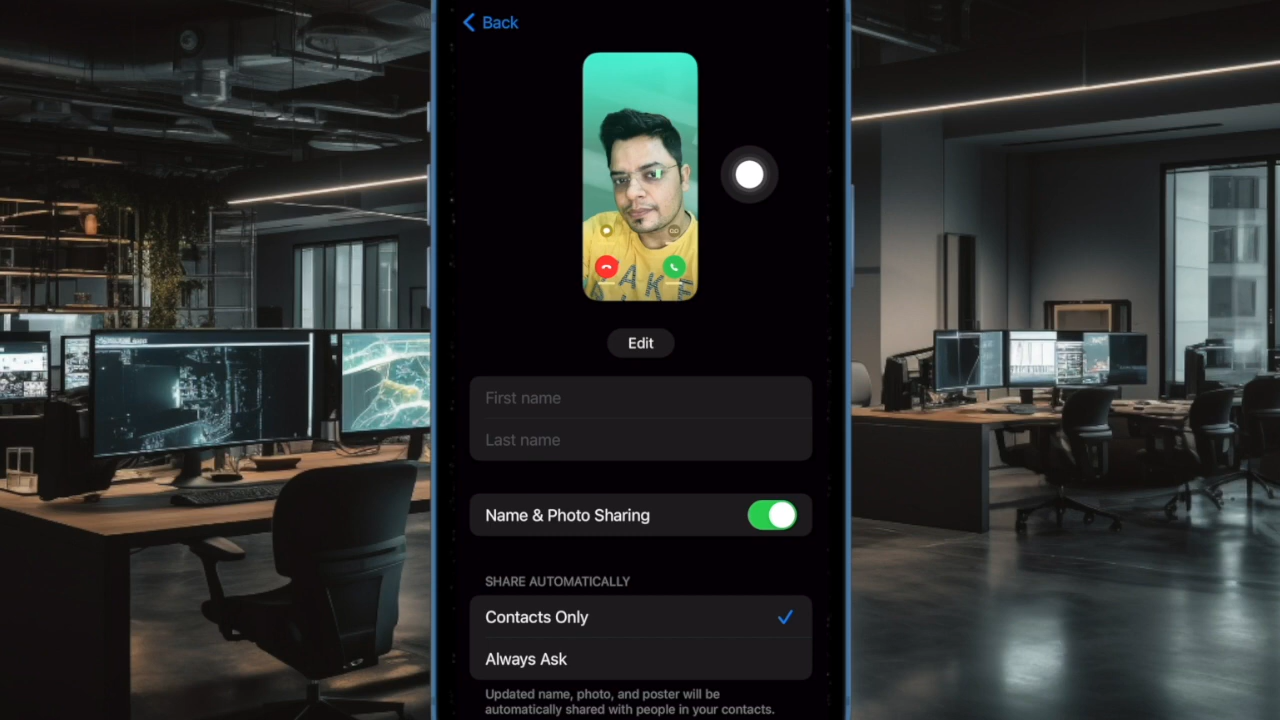 Back
Edit
First name
Last name
Name & Photo Sharing
SHARE AUTOMATICALLY
Contacts Only
Always Ask
Updated name, photo, and poster will be
automatically shared with people in your contacts.